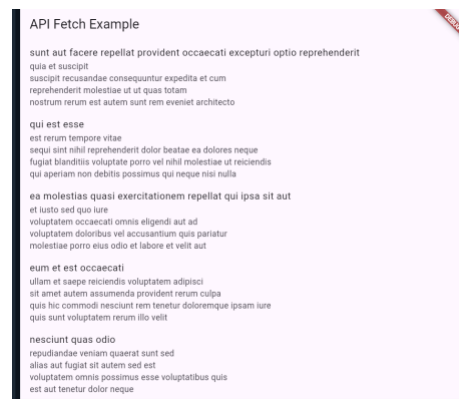 API Fetch Example
DEBUG
sunt aut facere repellat provident occaecati excepturi optio reprehenderit
quia et suscipit
suscipit recusandae consequuntur expedita et cum
reprehenderit molestiae ut ut quas totam
nostrum rerum est autem sunt rem eveniet architecto
qui est esse
est rerum tempore vitae
sequi sint nihil reprehenderit dolor beatae ea dolores neque
fugiat blanditiis voluptate porro vel nihil molestiae ut reiciendis
qui aperiam non debitis possimus qui neque nisi nulla
ea molestias quasi exercitationem repellat qui ipsa sit aut
et iusto sed quo iure
voluptatem occaecati omnis eligendi aut ad
voluptatem doloribus vel accusantium quis pariatur
molestiae porro eius odio et labore et velit aut
eum et est occaecati
ullam et saepe reiciendis voluptatem adipisci
sit amet autem assumenda provident rerum culpa
quis hic commodi nesciunt rem tenetur doloremque ipsam iure
quis sunt voluptatem rerum illo velit
nesciunt quas odio
repudiandae veniam quaerat sunt sed
alias aut fugiat sit autem sed est
voluptatem omnis possimus esse voluptatibus quis
est aut tenetur dolor neque